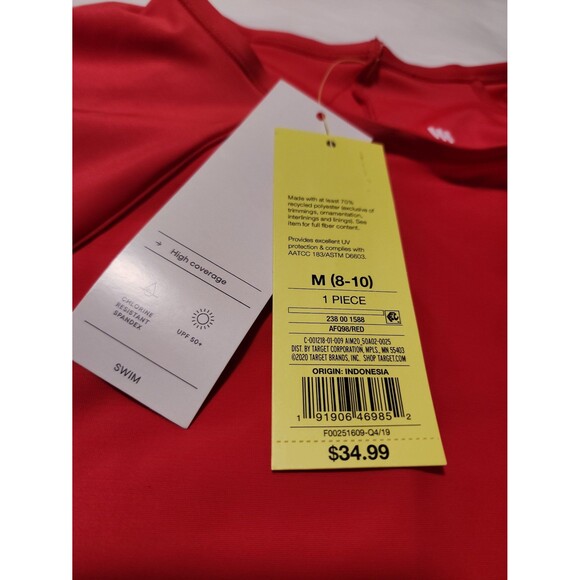 High coverage
CHLORINE
RESISTANT
SPANDEX
UPF 50+
SWIM
Made with at least 75%
recycled polyester (exclusive of
trimmings, ornamentation,
interlinings and linings). See
item for full fiber content.
Provides excellent UV
protection & complies with
AATCC 183/ASTM D6603.
M (8-10)
1 PIECE
238 00 1588
AFQ98/RED
C-001218-01-009 AIM20_50A02-0025
DIST. BY TARGET CORPORATION, MPLS., MN 55403
©2020 TARGET BRANDS, INC. SHOP TARGET.COM
ORIGIN: INDONESIA
1 91906 46985 2
F00251609-Q4/19
$34.99